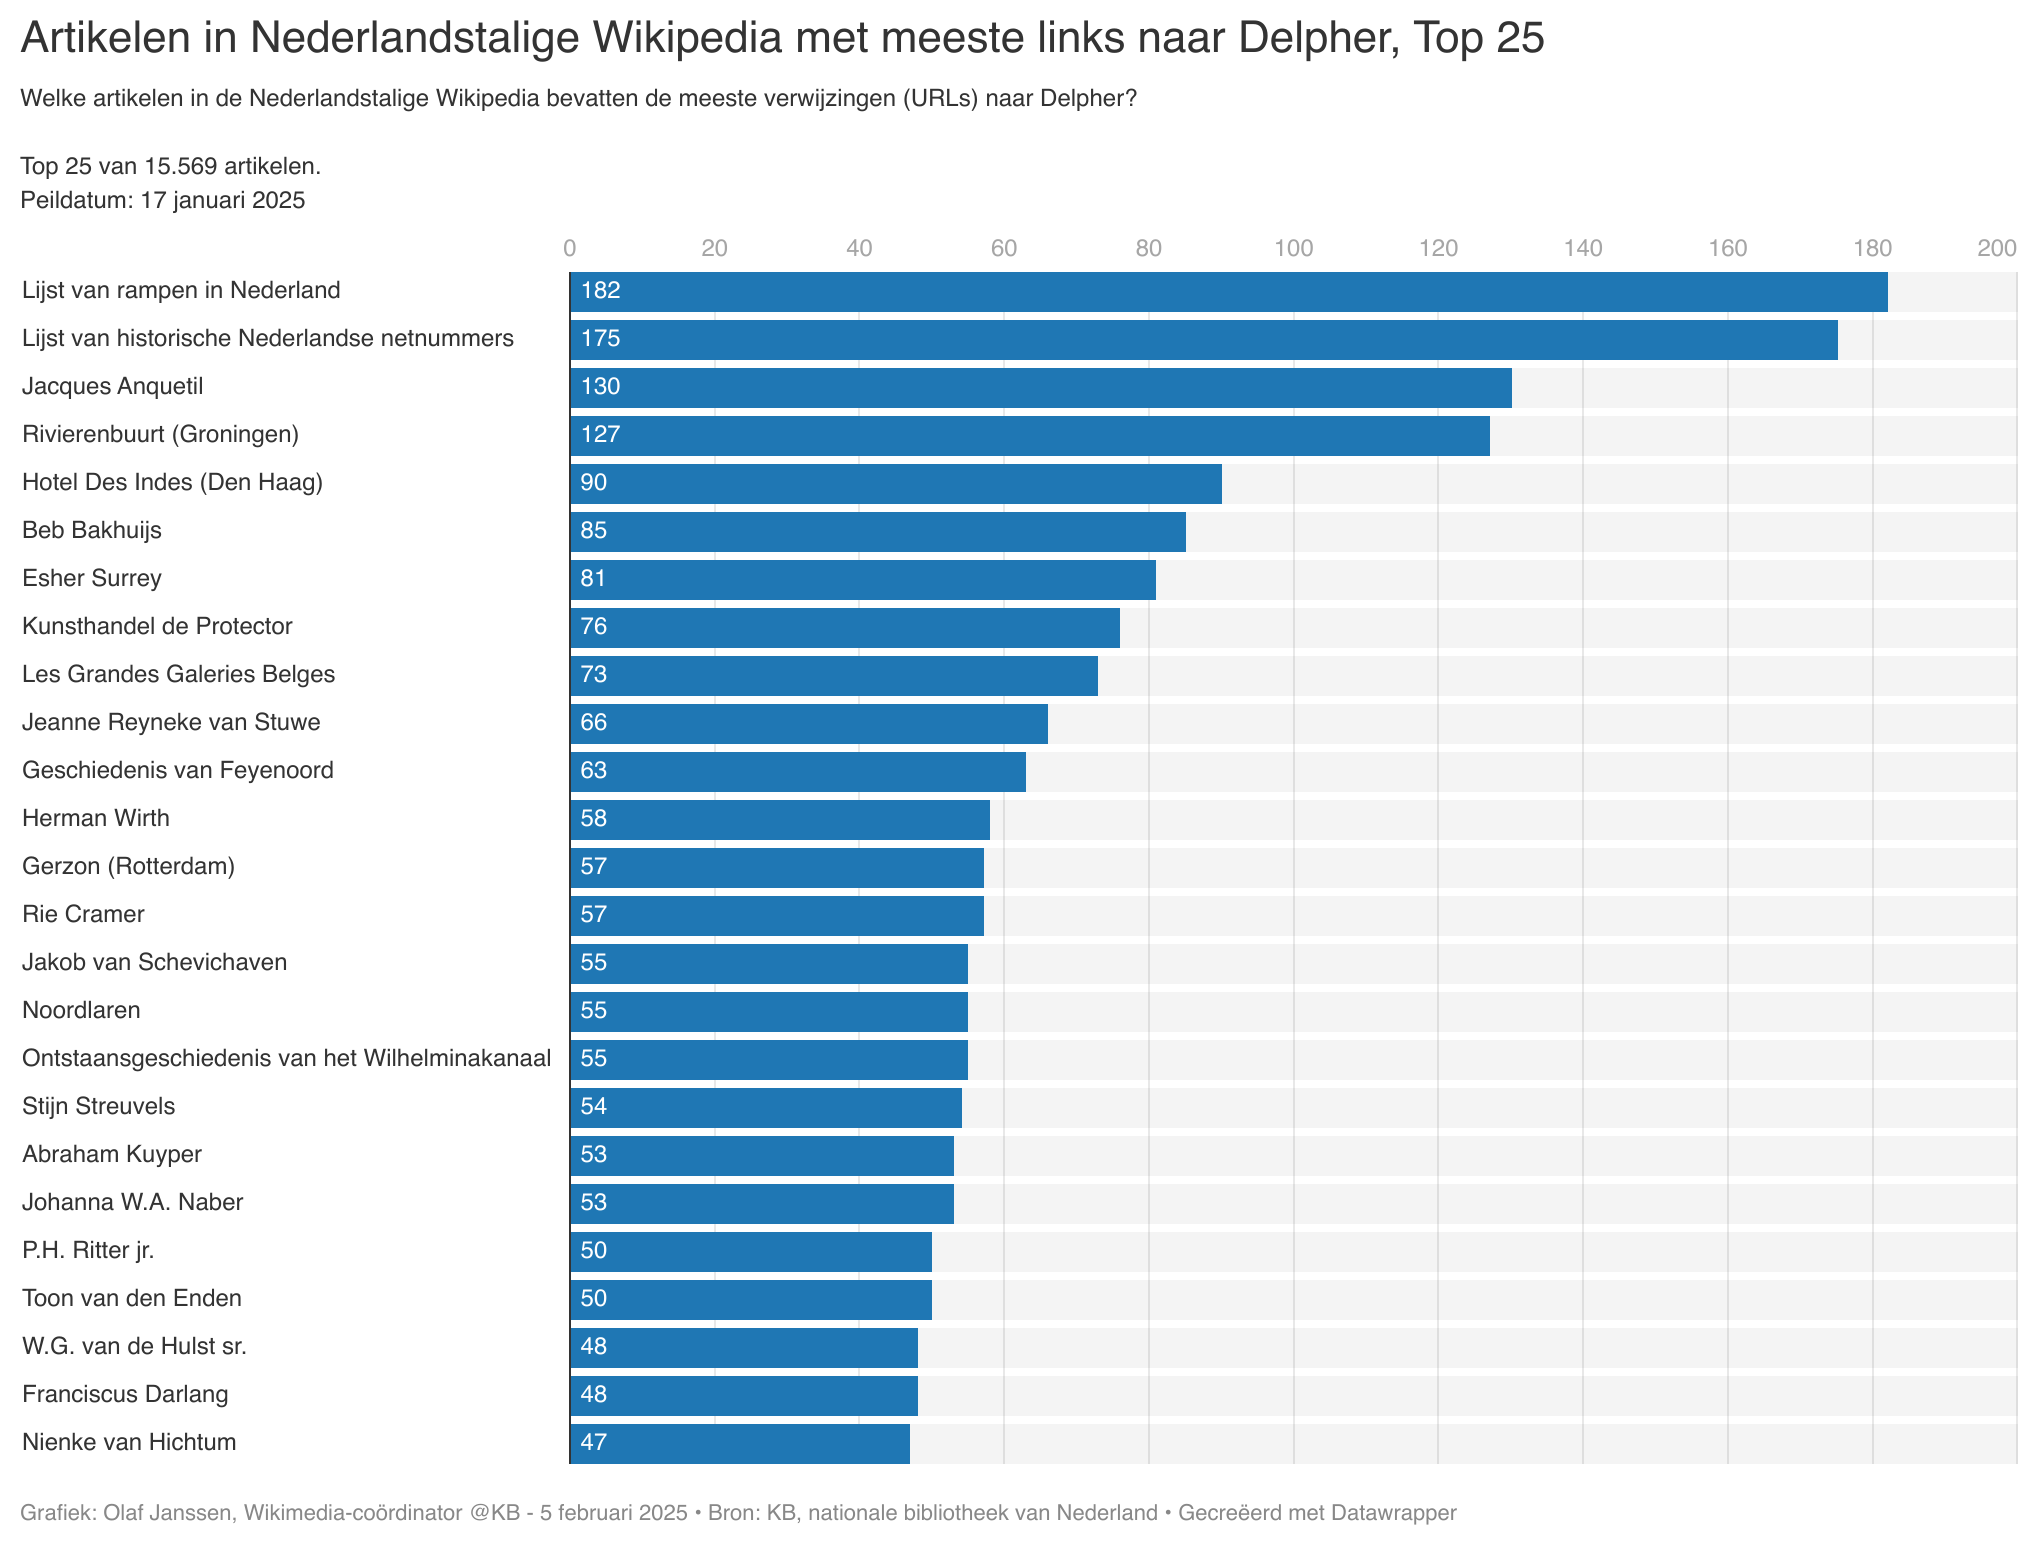 Artikelen in Nederlandstalige Wikipedia met meeste links naar Delpher, Top 25
Welke artikelen in de Nederlandstalige Wikipedia bevatten de meeste verwijzingen (URLs) naar Delpher?
Top 25 van 15.569 artikelen.
Peildatum: 17 januari 2025
0 20 40 60 80 100 120 140 160 180 200
Lijst van rampen in Nederland 182
Lijst van historische Nederlandse netnummers 175
Jacques Anquetil 130
Rivierenbuurt (Groningen) 127
Hotel Des Indes (Den Haag) 90
Beb Bakhuijs 85
Esher Surrey 81
Kunsthandel de Protector 76
Les Grandes Galeries Belges 73
Jeanne Reyneke van Stuwe 66
Geschiedenis van Feyenoord 63
Herman Wirth 58
Gerzon (Rotterdam) 57
Rie Cramer 57
Jakob van Schevichaven 55
Noordlaren 55
Ontstaansgeschiedenis van het Wilhelminakanaal 55
Stijn Streuvels 54
Abraham Kuyper 53
Johanna W.A. Naber 53
P.H. Ritter jr. 50
Toon van den Enden 50
W.G. van de Hulst sr. 48
Franciscus Darlang 48
Nienke van Hichtum 47
Grafiek: Olaf Janssen, Wikimedia-coördinator @KB - 5 februari 2025 • Bron: KB, nationale bibliotheek van Nederland • Gecreëerd met Datawrapper